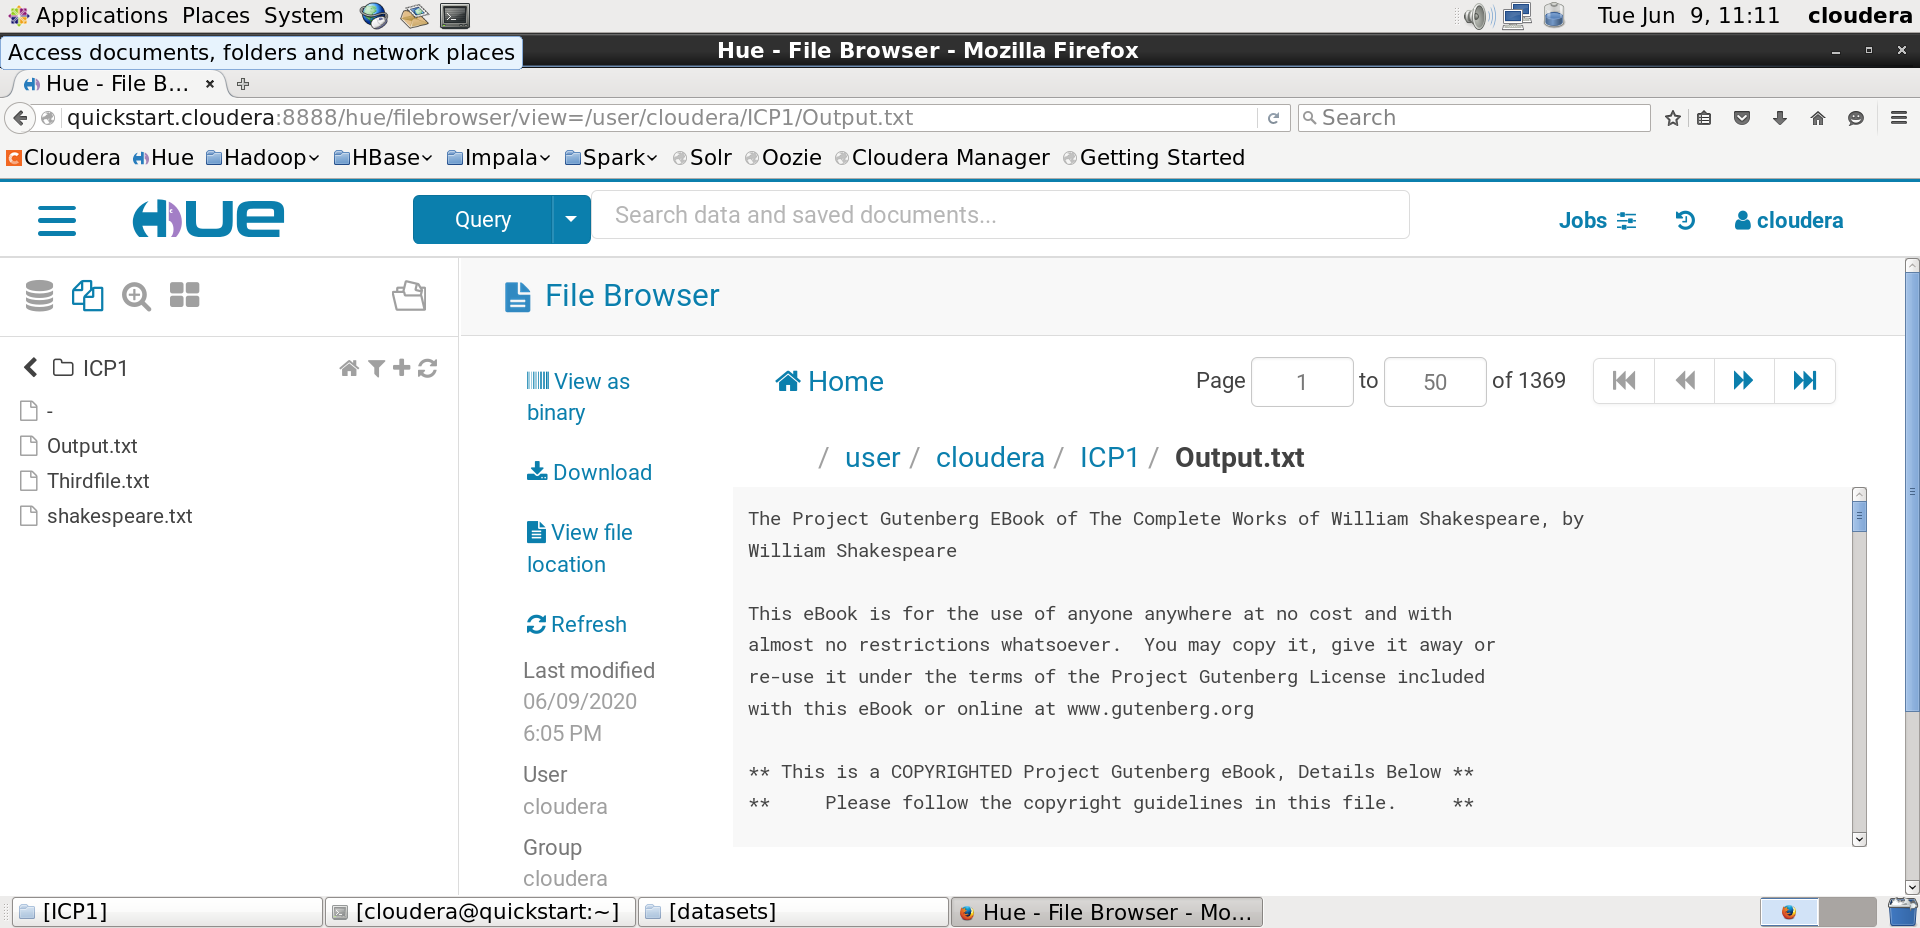 Applications Places System
Tue Jun 9, 11:11 cloudera
Access documents, folders and network places
Hue - File Browser - Mozilla Firefox
Hue - File B...
quickstart.cloudera:8888/hue/filebrowser/view=/user/cloudera/ICP1/Output.txt
Search
Cloudera Hue Hadoop HBase Impala Spark Solr Oozie Cloudera Manager Getting Started
HUE
Query
Search data and saved documents...
Jobs
cloudera
File Browser
ICP1
-
Output.txt
Thirdfile.txt
shakespeare.txt
View as
binary
Download
View file
location
Refresh
Last modified
06/09/2020
6:05 PM
User
cloudera
Group
cloudera
Home
Page 1 to 50 of 1369
/ user / cloudera / ICP1 / Output.txt
The Project Gutenberg EBook of The Complete Works of William Shakespeare, by
William Shakespeare
This eBook is for the use of anyone anywhere at no cost and with
almost no restrictions whatsoever.  You may copy it, give it away or
re-use it under the terms of the Project Gutenberg License included
with this eBook or online at www.gutenberg.org
** This is a COPYRIGHTED Project Gutenberg eBook, Details Below **
**     Please follow the copyright guidelines in this file.     **
[ICP1]
[cloudera@quickstart:~]
[datasets]
Hue - File Browser - Mo...